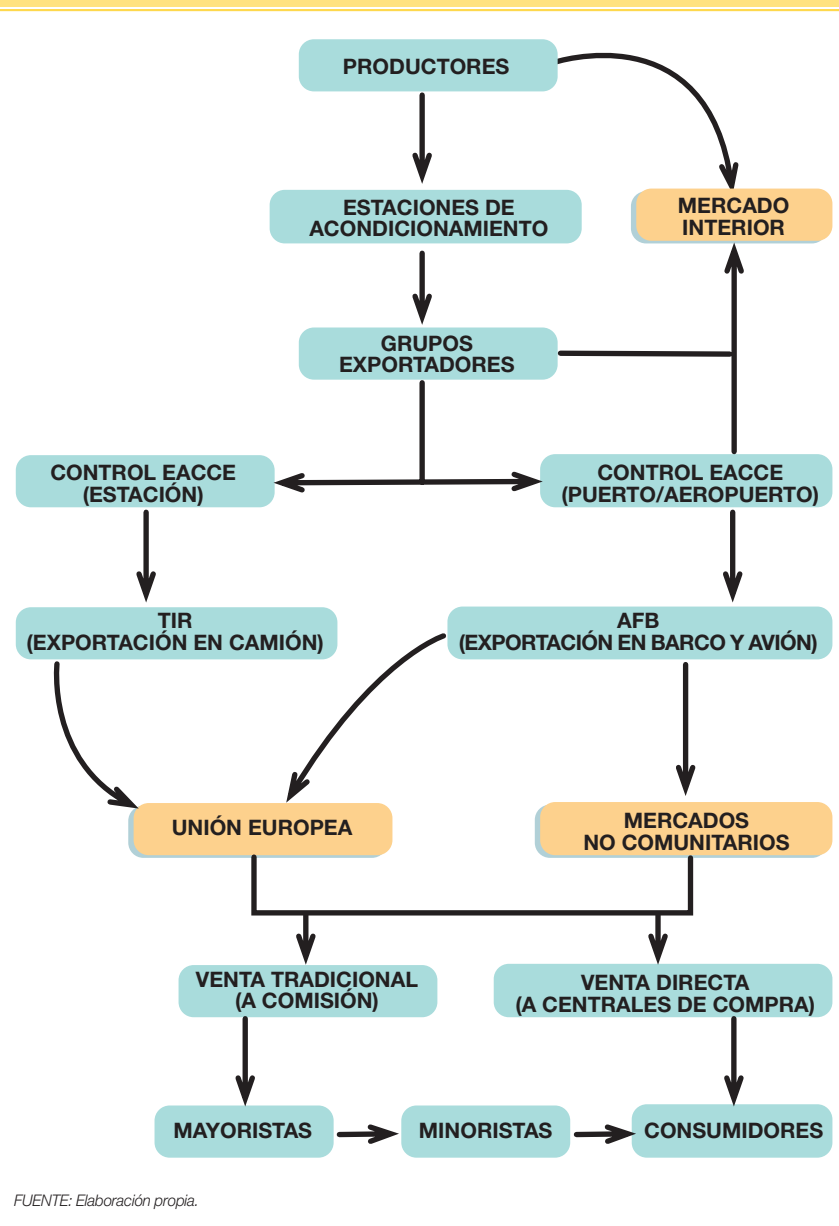 PRODUCTORES
ESTACIONES DE
ACONDICIONAMIENTO
MERCADO
INTERIOR
GRUPOS
EXPORTADORES
CONTROL EACCE
(ESTACIÓN)
CONTROL EACCE
(PUERTO/AEROPUERTO)
TIR
(EXPORTACIÓN EN CAMIÓN)
AFB
(EXPORTACIÓN EN BARCO Y AVIÓN)
UNIÓN EUROPEA
MERCADOS
NO COMUNITARIOS
VENTA TRADICIONAL
(A COMISIÓN)
VENTA DIRECTA
(A CENTRALES DE COMPRA)
MAYORISTAS
MINORISTAS
CONSUMIDORES
FUENTE: Elaboración propia.